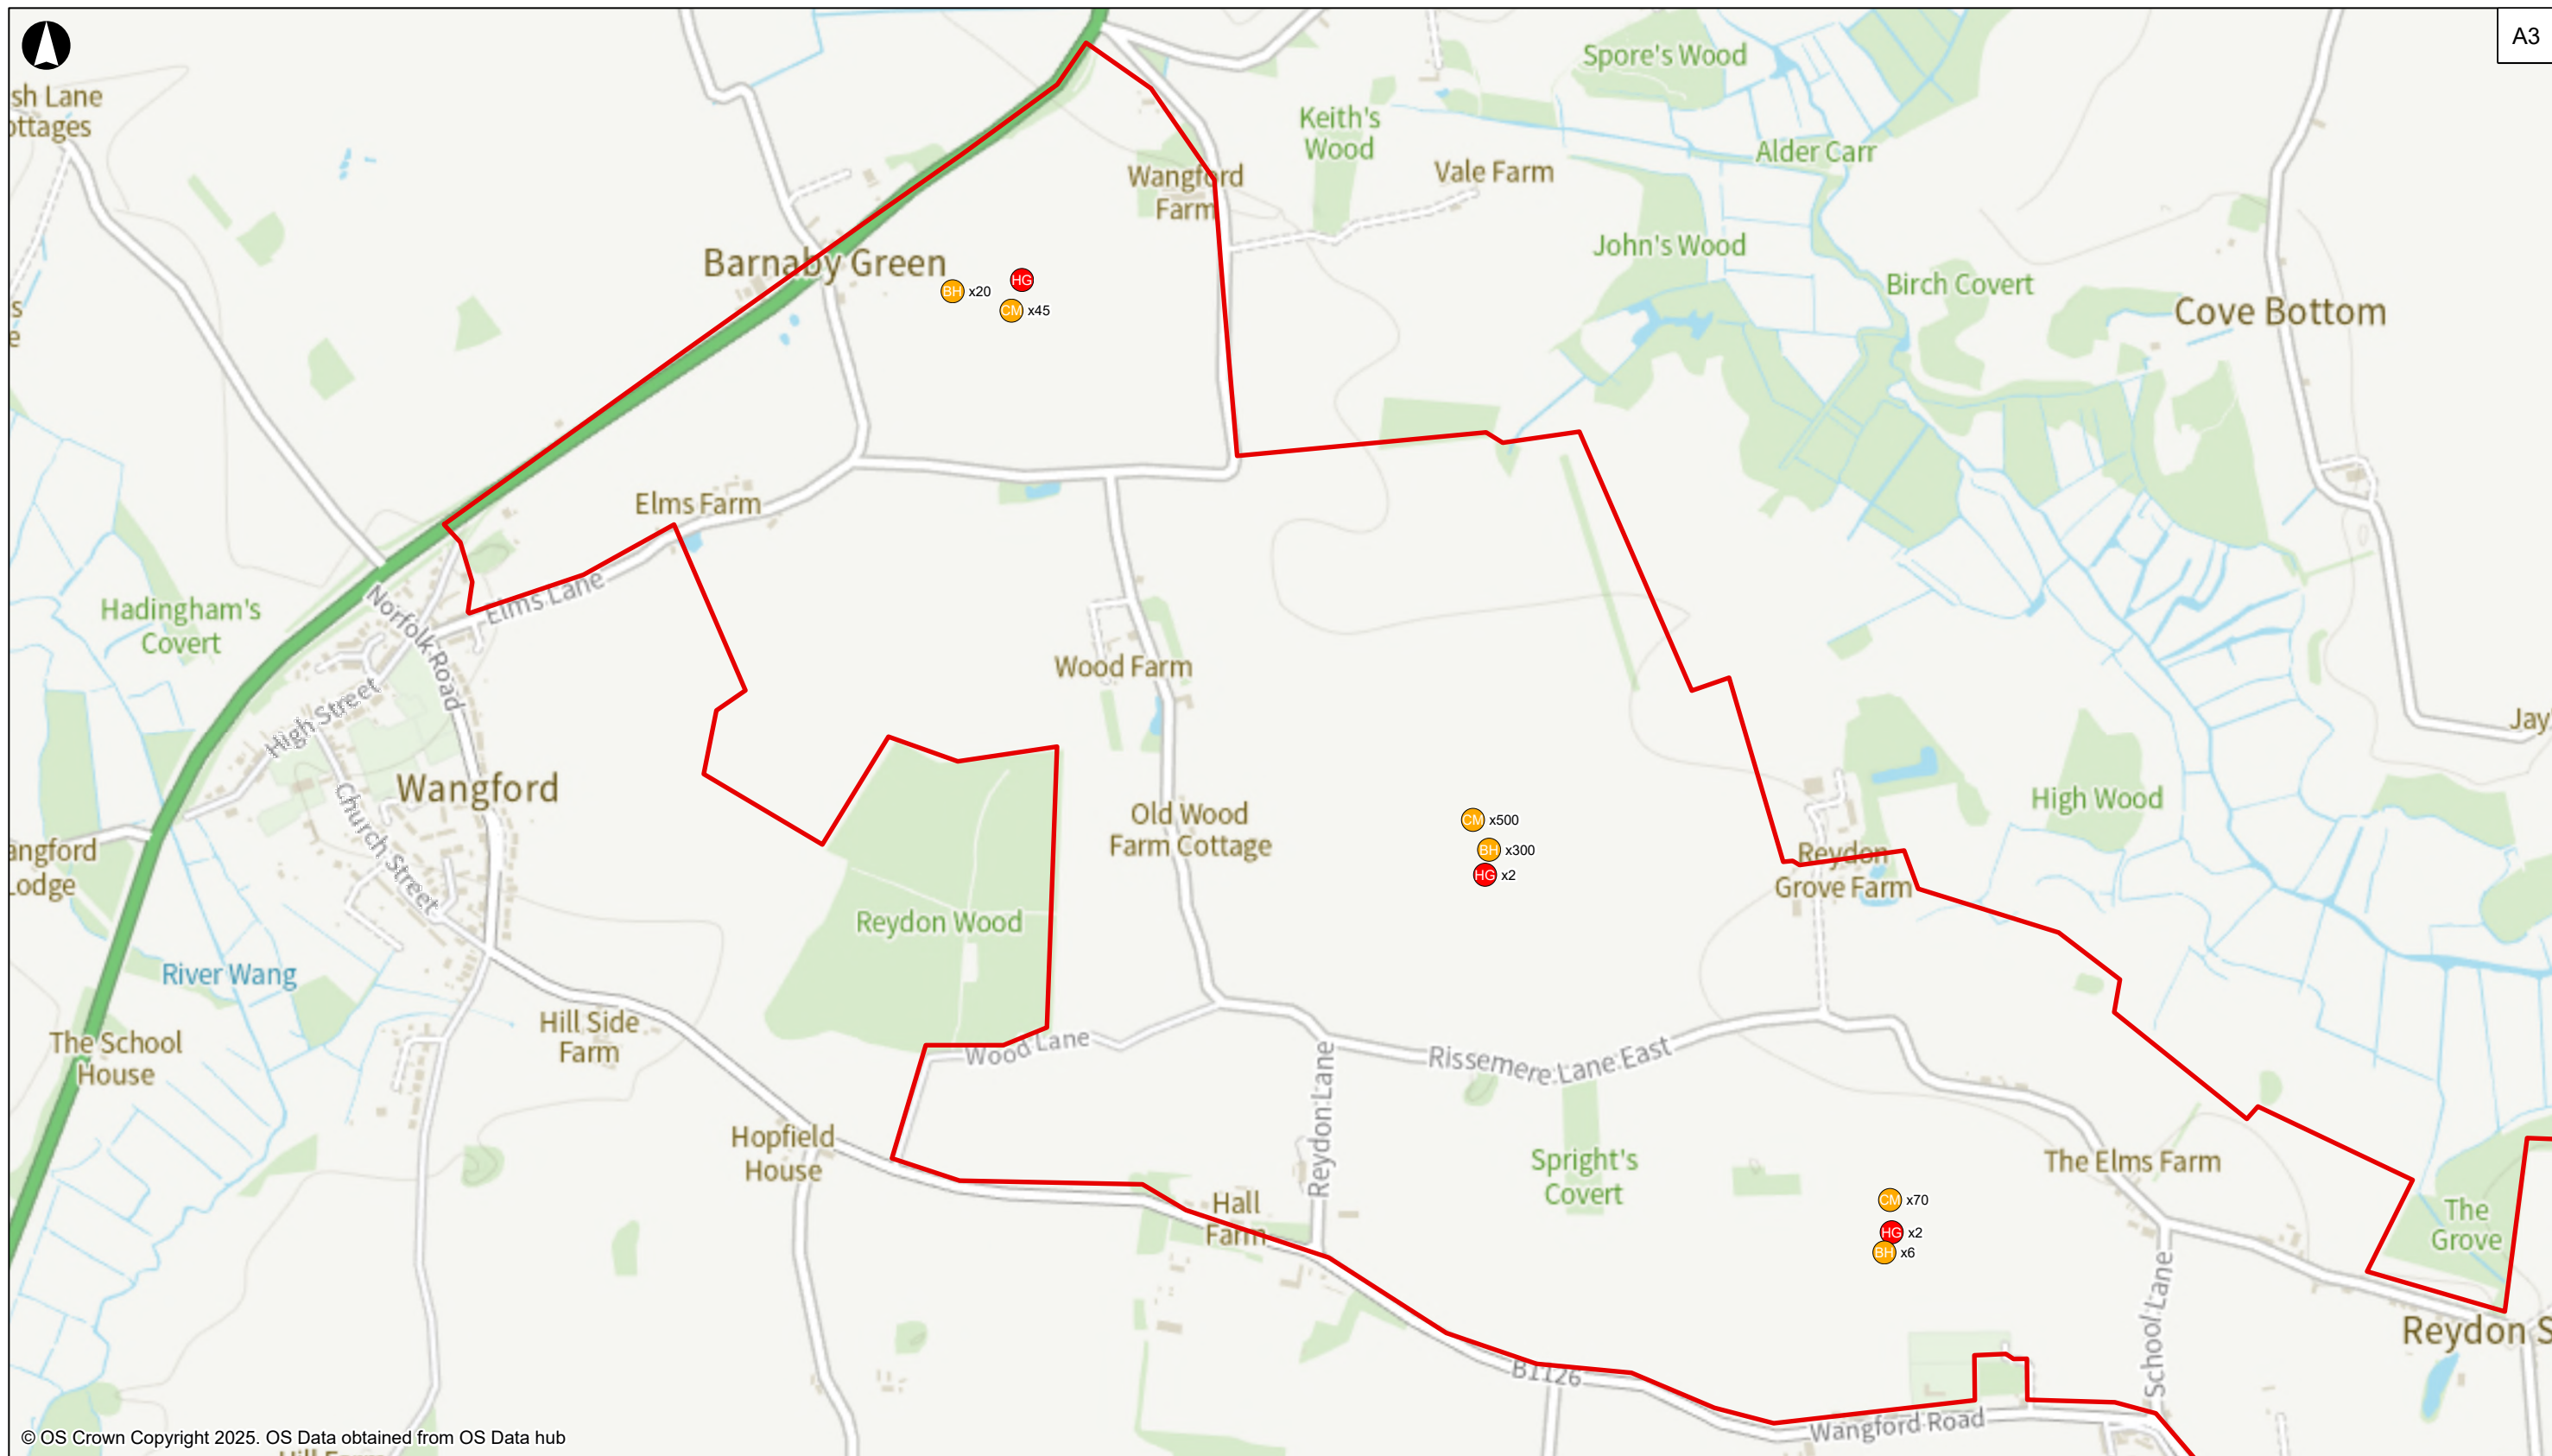 A3
Spore's Wood
sh Lane
ottages
Keith's
Wood
Alder Carr
Vale Farm
Wangford
Farm
John's Wood
Barnaby Green
HG
BH x20
CM x45
Birch Covert
Cove Bottom
s
e
Elms Farm
Elms Lane
Norfolk Road
Hadingham's
Covert
Wood Farm
High Street
Jay
Wangford
Church Street
High Wood
Old Wood
Farm Cottage
CM x500
BH x300
HG x2
angford
Lodge
Reydon
Grove Farm
Reydon Wood
River Wang
The School
House
Hill Side
Farm
Wood Lane
Rissemere Lane East
Reydon Lane
Hopfield
House
Spright's
Covert
The Elms Farm
Hall
Farm
CM x70
HG x2
BH x6
The
Grove
School Lane
Reydon S
B1126
Wangford Road
© OS Crown Copyright 2025. OS Data obtained from OS Data hub